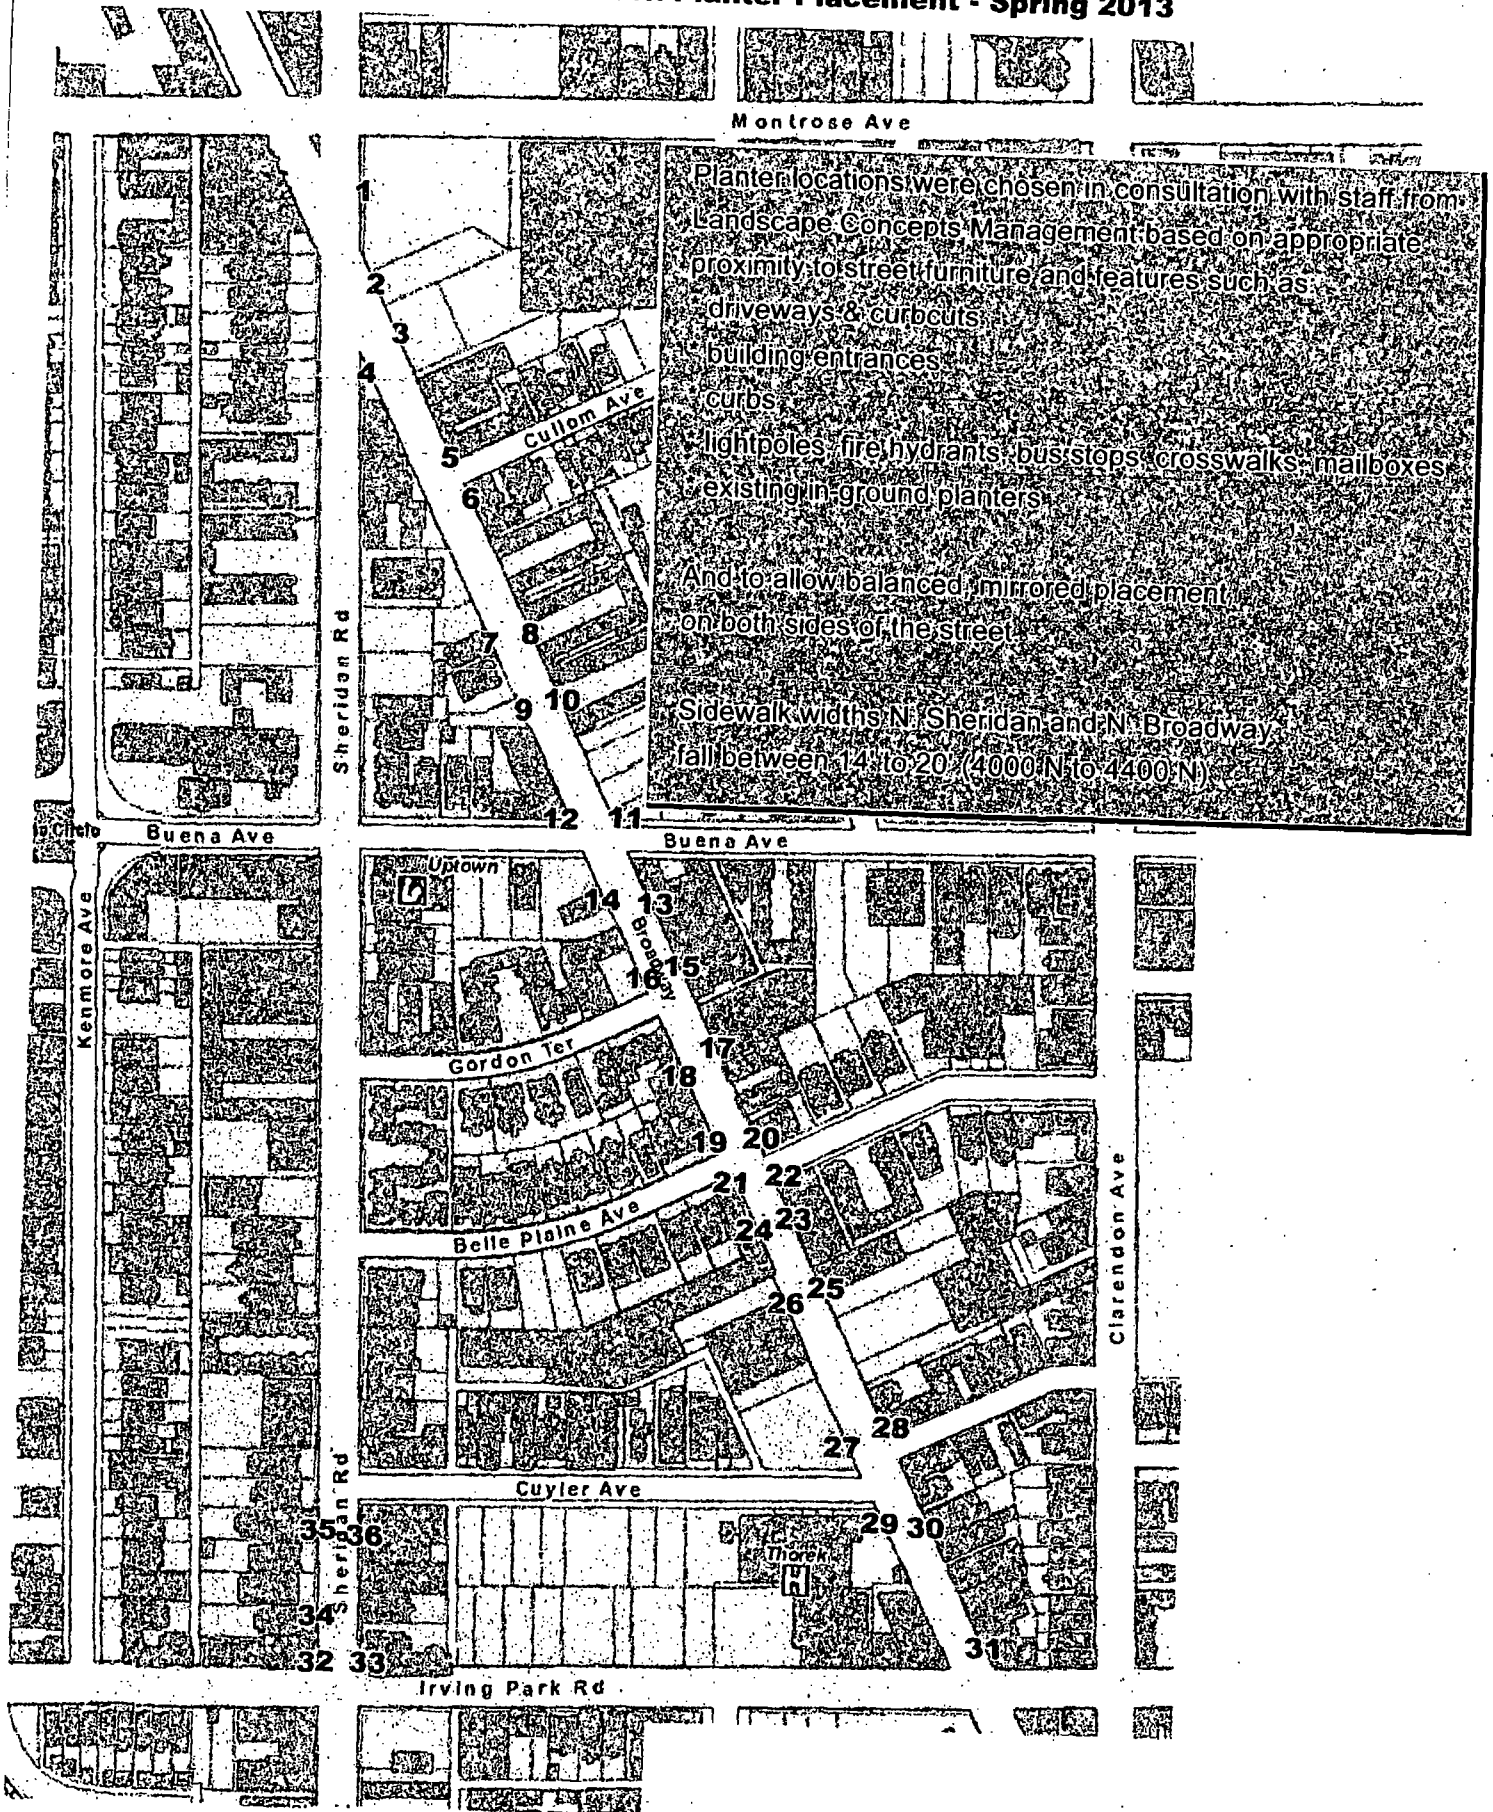 Planter Placement - Spring 2013
Montrose Ave
Planter locations were chosen in consultation with staff from
Landscape Concepts Management based on appropriate
proximity to street furniture and features such as
driveways & curbcuts
building entrances
curbs
lightpoles, fire hydrants, bus stops, crosswalks, mailboxes
existing in-ground planters
And to allow balanced, mirrored placement
on both sides of the street
Sidewalk widths N. Sheridan and N. Broadway
fall between 14' to 20' (4000 N to 4400 N)
1
2
3
4
Cullom Ave
5
6
Sheridan Rd
7
8
9
10
12
11
Circle
Buena Ave
Buena Ave
Uptown
Kenmore Ave
14
13
Broadway
15
16
Gordon Ter
17
18
19
20
21
22
Belle Plaine Ave
24
23
Clarendon Ave
25
26
28
27
Sheridan Rd
Cuyler Ave
35
36
29
30
Thorek
H
34
31
32
33
Irving Park Rd